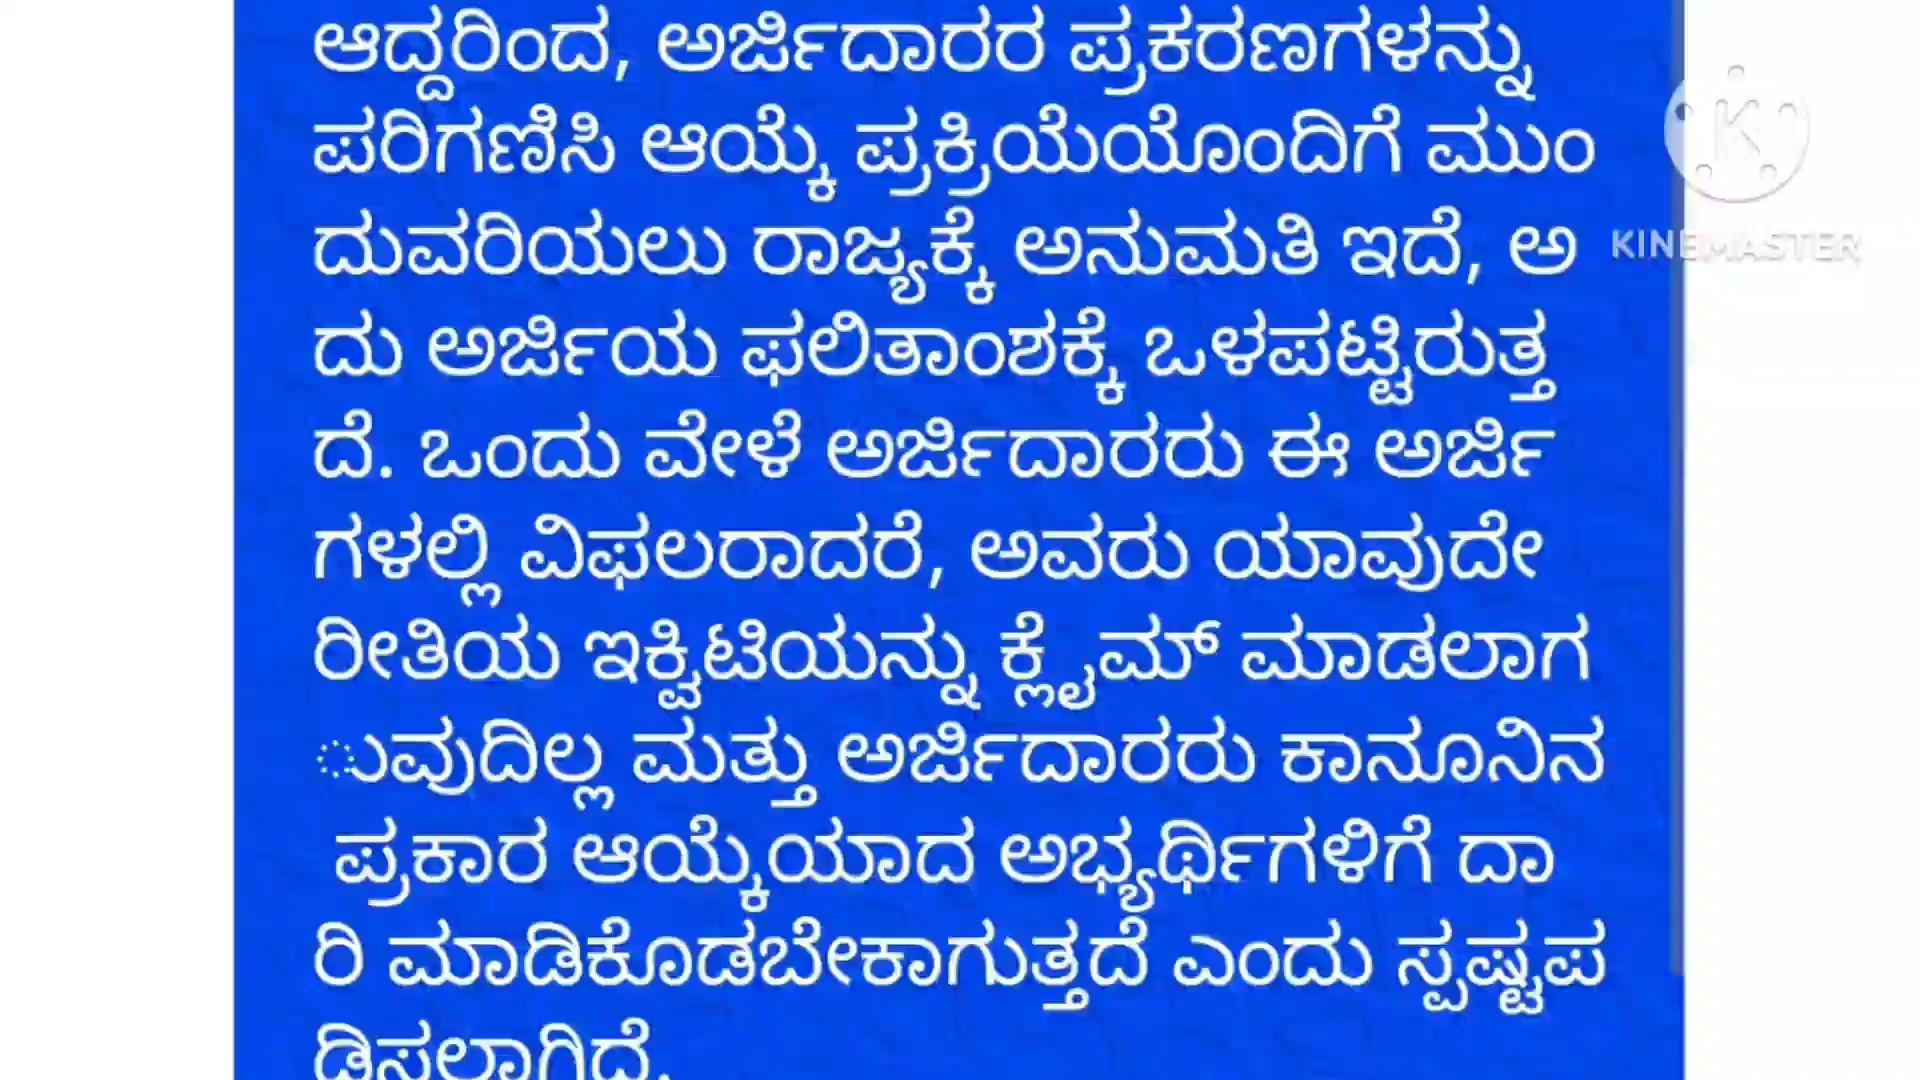 ಆದ್ದರಿಂದ, ಅರ್ಜಿದಾರರ ಪ್ರಕರಣಗಳನ್ನು
ಪರಿಗಣಿಸಿ ಆಯ್ಕೆ ಪ್ರಕ್ರಿಯೆಯೊಂದಿಗೆ ಮುಂ
ದುವರಿಯಲು ರಾಜ್ಯಕ್ಕೆ ಅನುಮತಿ ಇದೆ, ಅ
ದು ಅರ್ಜಿಯ ಫಲಿತಾಂಶಕ್ಕೆ ಒಳಪಟ್ಟಿರುತ್ತ
ದೆ. ಒಂದು ವೇಳೆ ಅರ್ಜಿದಾರರು ಈ ಅರ್ಜಿ
ಗಳಲ್ಲಿ ವಿಫಲರಾದರೆ, ಅವರು ಯಾವುದೇ
ರೀತಿಯ ಇಕ್ವಿಟಿಯನ್ನು ಕ್ಲೈಮ್ ಮಾಡಲಾಗ
ುವುದಿಲ್ಲ ಮತ್ತು ಅರ್ಜಿದಾರರು ಕಾನೂನಿನ
ಪ್ರಕಾರ ಆಯ್ಕೆಯಾದ ಅಭ್ಯರ್ಥಿಗಳಿಗೆ ದಾ
ರಿ ಮಾಡಿಕೊಡಬೇಕಾಗುತ್ತದೆ ಎಂದು ಸ್ಪಷ್ಟಪ
ಡಿಸಲಾಗಿದೆ.
K
KINEMASTER